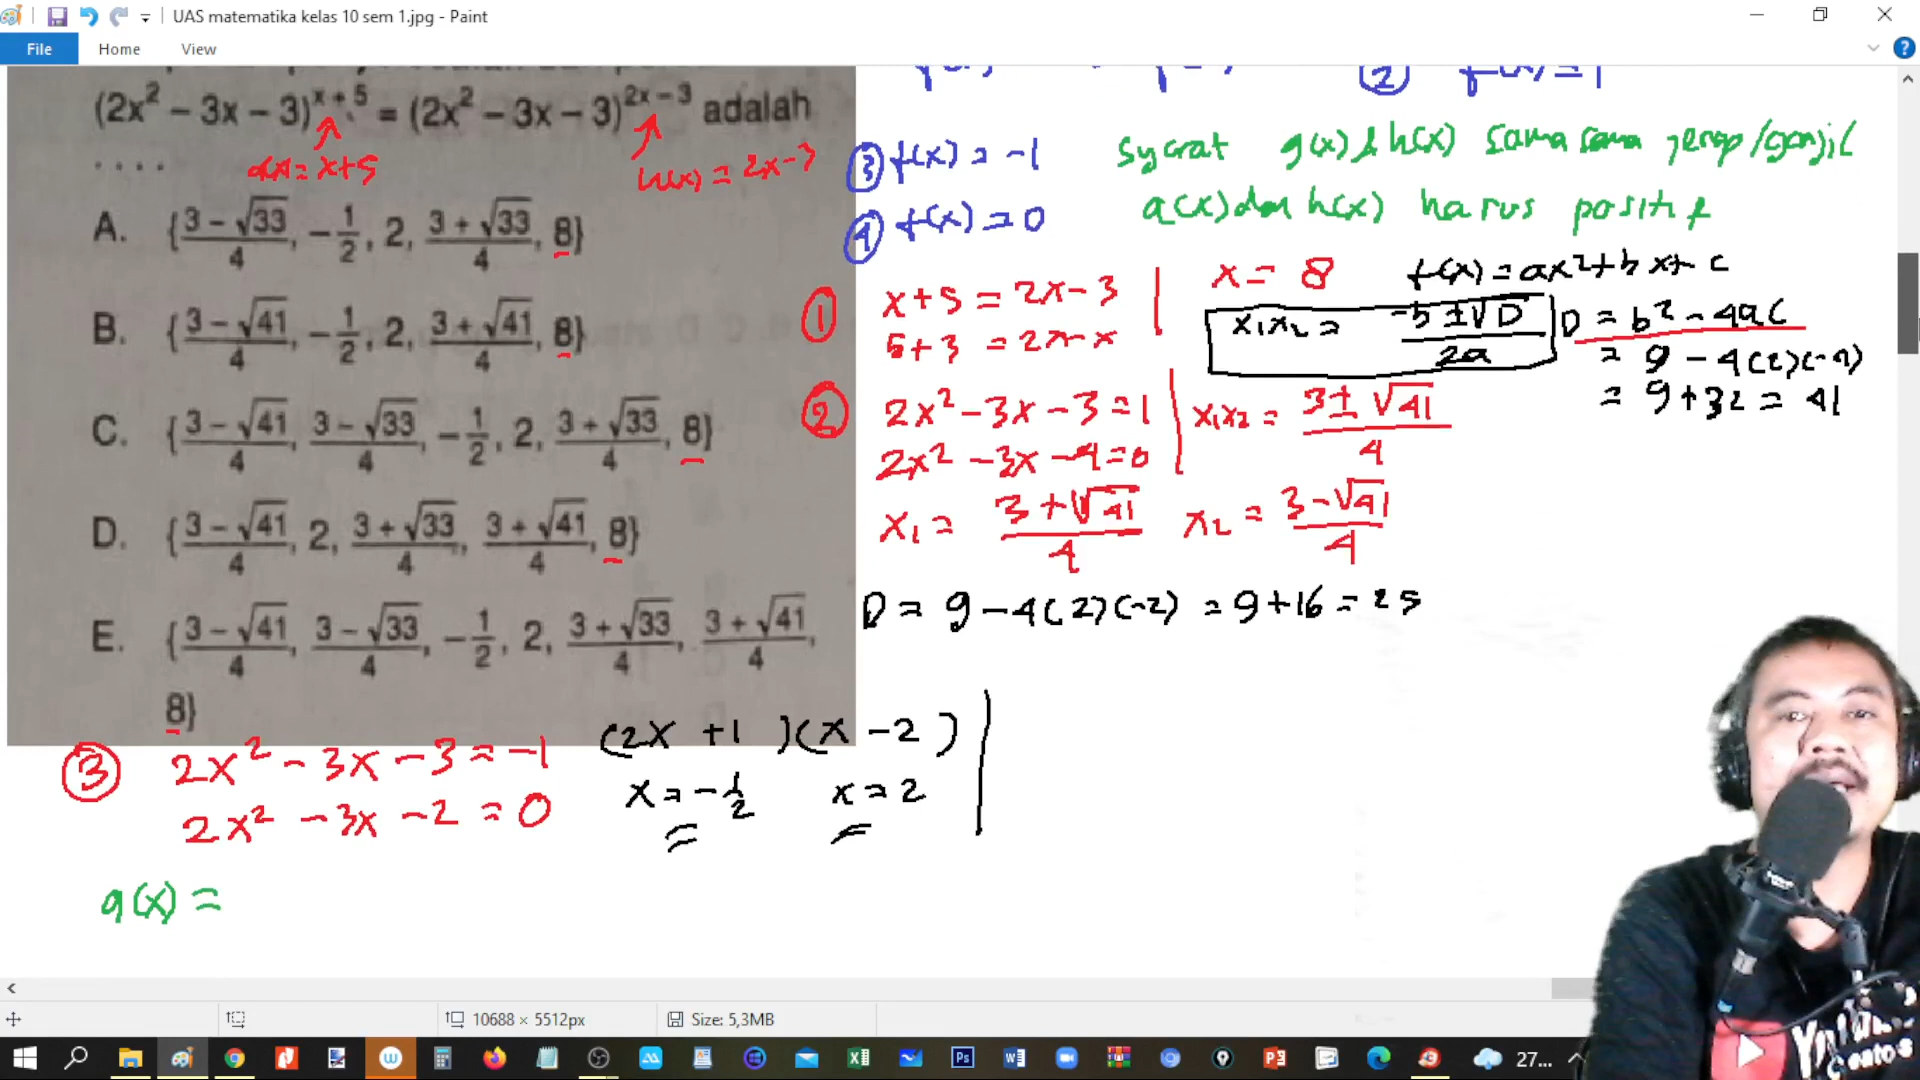 UAS matematika kelas 10 sem 1.jpg - Paint
File Home View
(2x² − 3x − 3)^(x + 5) = (2x² − 3x − 3)^(2x − 3) adalah
. . . .
g(x) = x+5
h(x) = 2x-3
A. {(3 − √33)/4, −1/2, 2, (3 + √33)/4, 8}
B. {(3 − √41)/4, −1/2, 2, (3 + √41)/4, 8}
C. {(3 − √41)/4, (3 − √33)/4, −1/2, 2, (3 + √33)/4, 8}
D. {(3 − √41)/4, 2, (3 + √33)/4, (3 + √41)/4, 8}
E. {(3 − √41)/4, (3 − √33)/4, −1/2, 2, (3 + √33)/4, (3 + √41)/4,
8}
③ f(x) = -1 syarat g(x) & h(x) sama sama genap/ganjil
④ f(x) = 0 g(x) dan h(x) harus positif
① x+5 = 2x-3
5+3 = 2x-x
x = 8
f(x) = ax²+bx+c
x₁x₂ = (-b ± √D)/2a
D = b² - 4ac
= 9 - 4(2)(-4)
= 9+32 = 41
② 2x² -3x -3 = 1
2x² -3x -4 = 0
x₁x₂ = (3 ± √41)/4
x₁ = (3+√41)/4 x₂ = (3-√41)/4
D = 9 - 4(2)(-2) = 9+16 = 25
③ 2x² - 3x - 3 = -1
2x² - 3x - 2 = 0
(2x +1 )(x -2 )
x = -1/2 x = 2
g(x) =
10688 × 5512px
Size: 5,3MB
27...